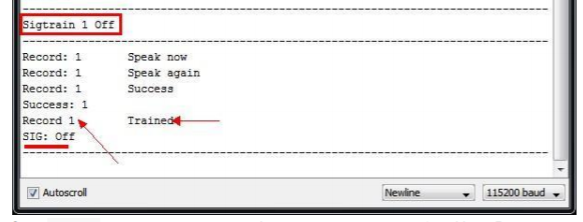 Sigtrain 1 Off
Record: 1 Speak now
Record: 1 Speak again
Record: 1 Success
Success: 1
Record 1 Trained
SIG: Off
Autoscroll Newline 115200 baud